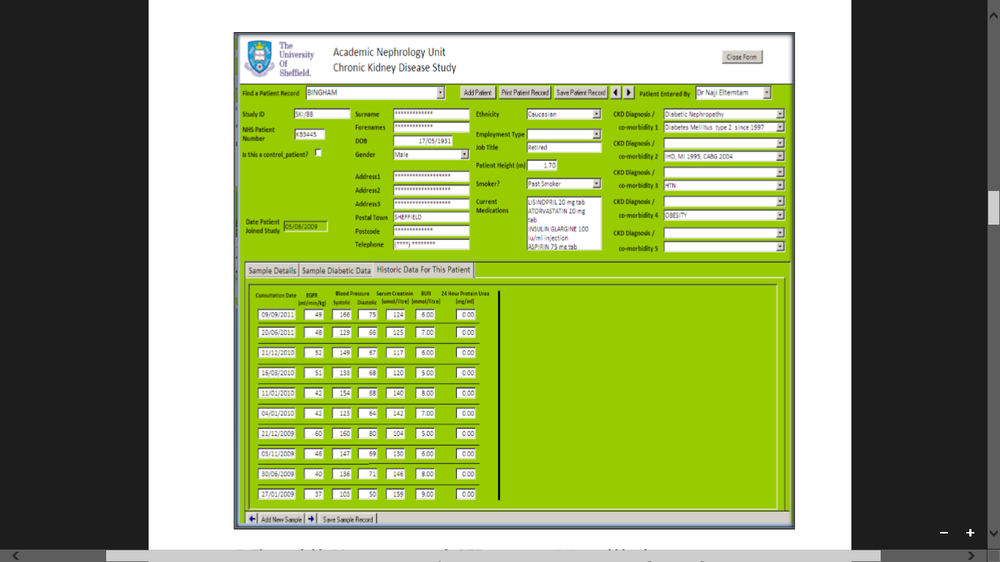 The
University
Of
Sheffield.
Academic Nephrology Unit
Chronic Kidney Disease Study
Close Form
Find a Patient Record BINGHAM Add Patient Print Patient Record Save Patient Record Patient Entered By Dr Naji Eltemtam
Study ID SKI/88 Surname ************* Ethnicity Caucasian CKD Diagnosis / Diabetic Nephropathy
Forenames ************* co-morbidity 1 Diabetes Mellitus type 2 since 1997
NHS Patient Number KB3445 DOB 17/05/1931 Employment Type CKD Diagnosis /
Is this a control_patient? Gender Male Job Title Retired co-morbidity 2 IHD, MI 1995, CABG 2004
Patient Height (m) 1.70 CKD Diagnosis /
Address1 ******************* Smoker? Past Smoker co-morbidity 3 HTN
Address2 *******************
Address3 ******************* Current Medications LISINOPRIL 20 mg tab CKD Diagnosis /
ATORVASTATIN 20 mg
tab
Date Patient Joined Study 05/06/2009 Postal Town SHEFFIELD co-morbidity 4 OBESITY
Postcode ************* INSULIN GLARGINE 100 CKD Diagnosis /
iu/ml injection
Telephone (****) ******** ASPIRIN 75 mg tab co-morbidity 5
Sample Details Sample Diabetic Data Historic Data For This Patient
Consultation Date EGFR Blood Pressure Serum Creatinin BUN 24 Hour Protein Urea
(ml/min/kg) Systolic Diastolic (umol/litre) (mmol/litre) (mg/ml)
09/09/2011 49 166 75 124 6.00 0.00
20/06/2011 48 129 66 125 7.00 0.00
21/12/2010 52 149 67 117 6.00 0.00
16/03/2010 51 133 68 120 5.00 0.00
11/01/2010 42 154 68 140 8.00 0.00
04/01/2010 42 123 64 142 7.00 0.00
21/12/2009 60 160 80 104 5.00 0.00
03/11/2009 46 147 69 130 6.00 0.00
30/06/2009 40 136 71 146 8.00 0.00
27/01/2009 37 103 50 159 9.00 0.00
Add New Sample Save Sample Record